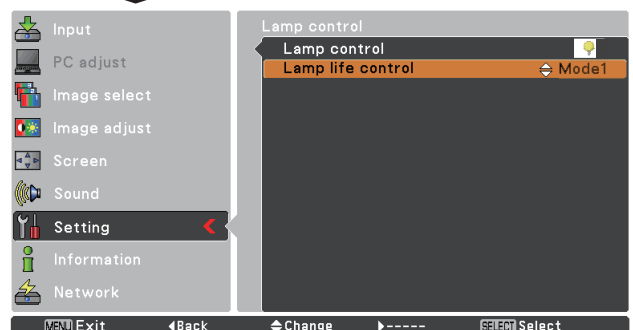 Input
PC adjust
Image select
Image adjust
Screen
Sound
Setting
Information
Network
Lamp control
Lamp control
Lamp life control Mode1
MENU Exit Back Change ----- SELECT Select